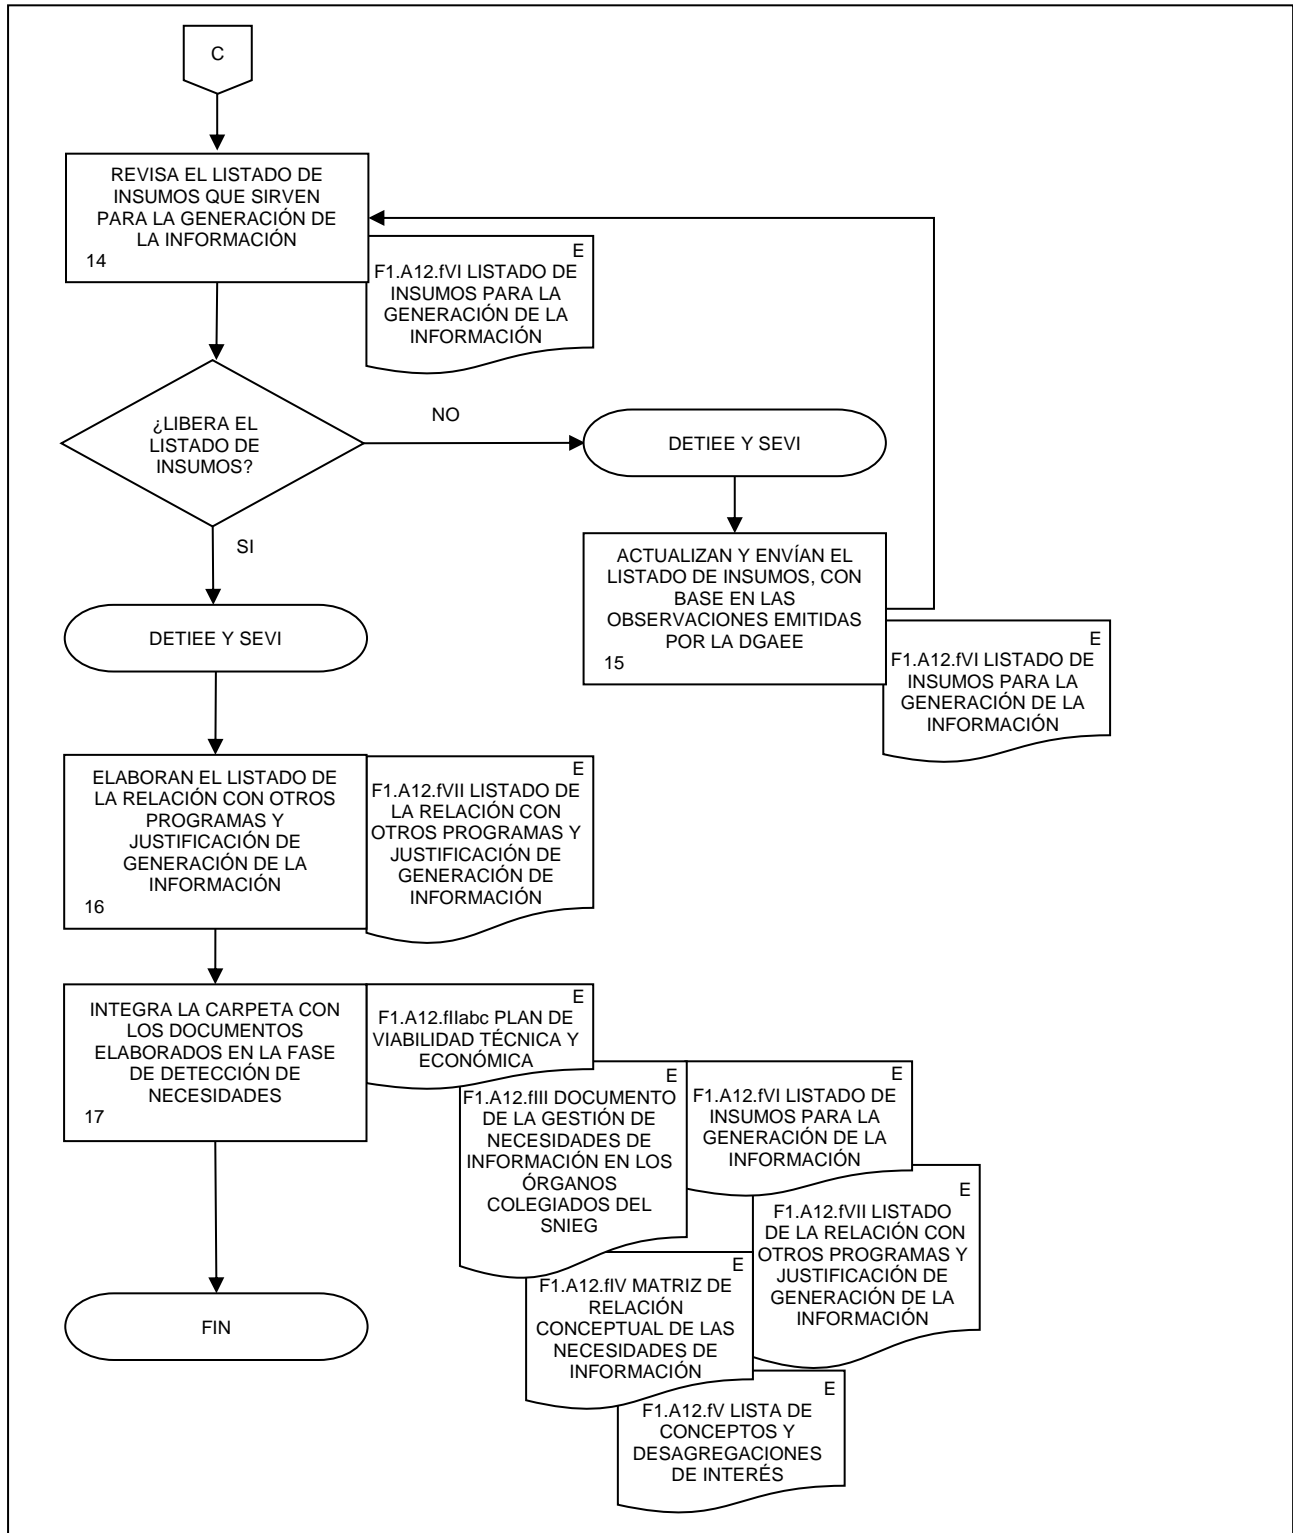 C
REVISA EL LISTADO DE
INSUMOS QUE SIRVEN
PARA LA GENERACIÓN DE
LA INFORMACIÓN
14
E
F1.A12.fVI LISTADO DE
INSUMOS PARA LA
GENERACIÓN DE LA
INFORMACIÓN
¿LIBERA EL
LISTADO DE
INSUMOS?
NO
DETIEE Y SEVI
ACTUALIZAN Y ENVÍAN EL
LISTADO DE INSUMOS, CON
BASE EN LAS
OBSERVACIONES EMITIDAS
POR LA DGAEE
15
E
F1.A12.fVI LISTADO DE
INSUMOS PARA LA
GENERACIÓN DE LA
INFORMACIÓN
SI
DETIEE Y SEVI
ELABORAN EL LISTADO DE
LA RELACIÓN CON OTROS
PROGRAMAS Y
JUSTIFICACIÓN DE
GENERACIÓN DE LA
INFORMACIÓN
16
E
F1.A12.fVII LISTADO DE
LA RELACIÓN CON
OTROS PROGRAMAS Y
JUSTIFICACIÓN DE
GENERACIÓN DE
INFORMACIÓN
INTEGRA LA CARPETA CON
LOS DOCUMENTOS
ELABORADOS EN LA FASE
DE DETECCIÓN DE
NECESIDADES
17
E
F1.A12.fIIabc PLAN DE
VIABILIDAD TÉCNICA Y
ECONÓMICA
E
F1.A12.fIII DOCUMENTO
DE LA GESTIÓN DE
NECESIDADES DE
INFORMACIÓN EN LOS
ÓRGANOS
COLEGIADOS DEL
SNIEG
E
F1.A12.fVI LISTADO DE
INSUMOS PARA LA
GENERACIÓN DE LA
INFORMACIÓN
E
F1.A12.fVII LISTADO
DE LA RELACIÓN CON
OTROS PROGRAMAS Y
JUSTIFICACIÓN DE
GENERACIÓN DE LA
INFORMACIÓN
E
F1.A12.fIV MATRIZ DE
RELACIÓN
CONCEPTUAL DE LAS
NECESIDADES DE
INFORMACIÓN
E
F1.A12.fV LISTA DE
CONCEPTOS Y
DESAGREGACIONES
DE INTERÉS
FIN